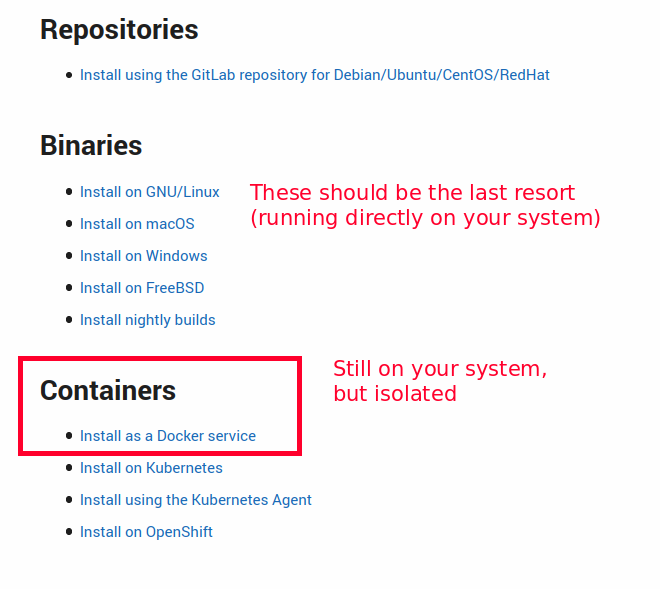 Repositories
Install using the GitLab repository for Debian/Ubuntu/CentOS/RedHat
Binaries
Install on GNU/Linux
These should be the last resort
(running directly on your system)
Install on macOS
Install on Windows
Install on FreeBSD
Install nightly builds
Still on your system,
but isolated
Containers
Install as a Docker service
Install on Kubernetes
Install using the Kubernetes Agent
Install on OpenShift